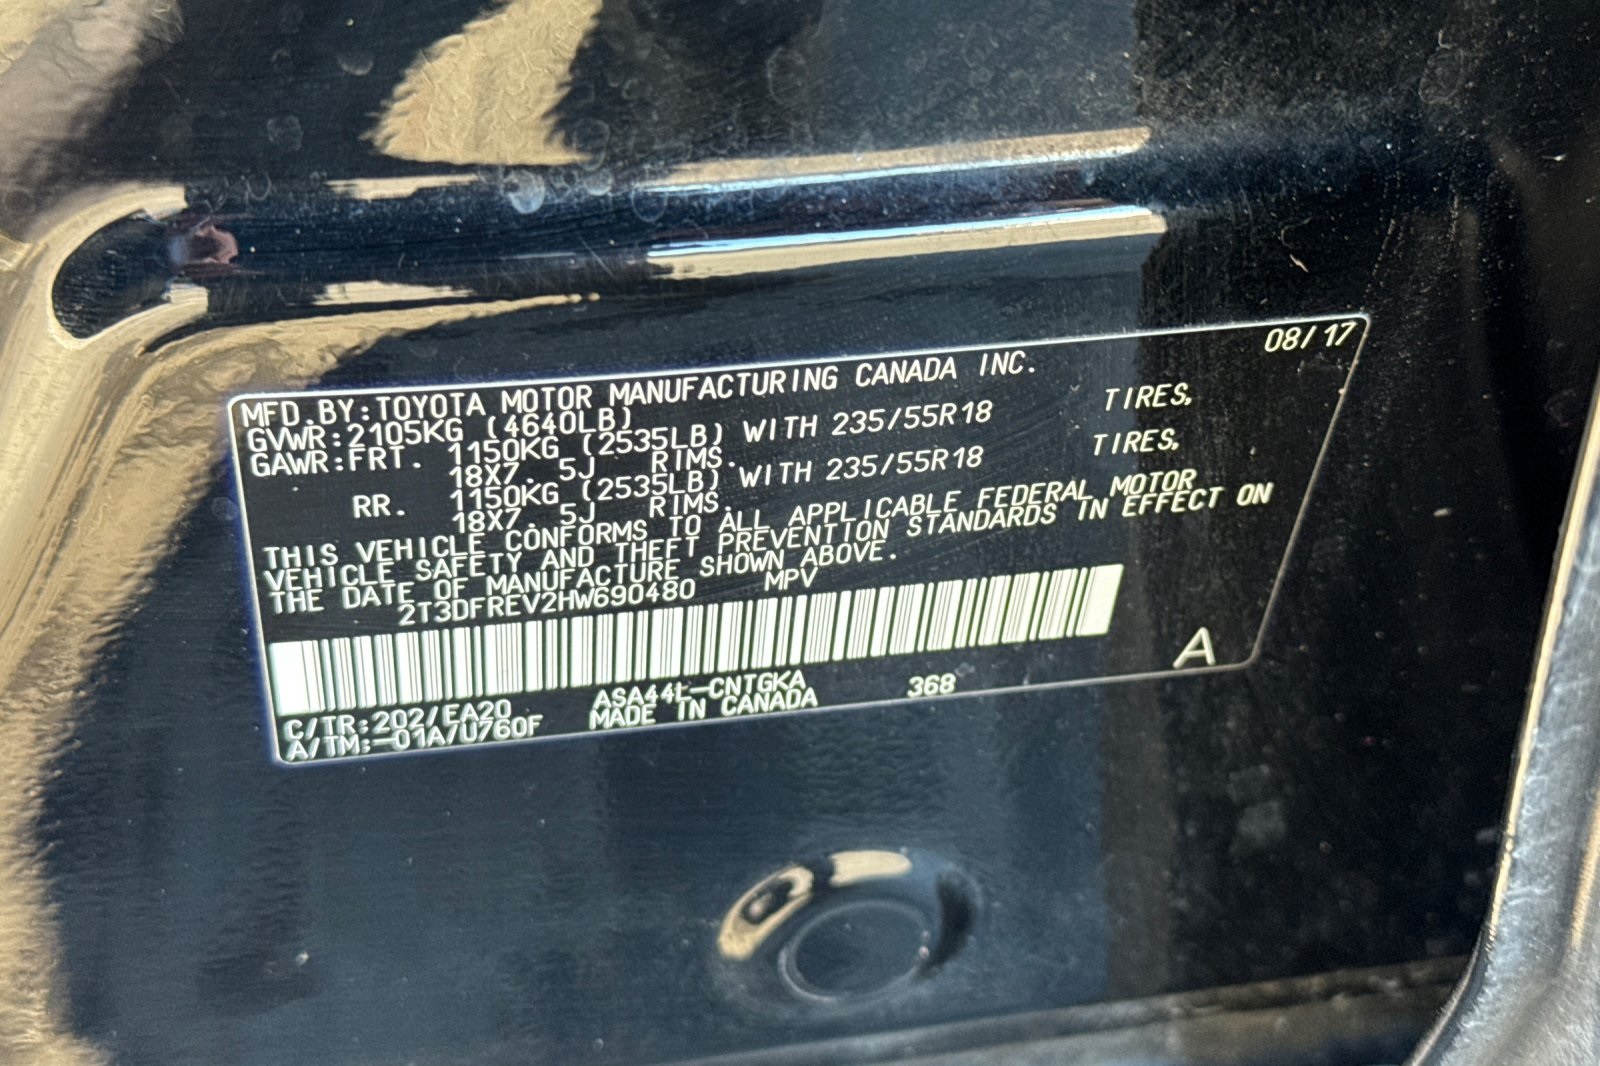 08/17
MFD.BY:TOYOTA MOTOR MANUFACTURING CANADA INC.
GVWR:2105KG (4640LB)
GAWR:FRT. 1150KG (2535LB) WITH 235/55R18 TIRES,
18X7.5J RIMS.
RR. 1150KG (2535LB) WITH 235/55R18 TIRES,
18X7.5J RIMS.
THIS VEHICLE CONFORMS TO ALL APPLICABLE FEDERAL MOTOR
VEHICLE SAFETY AND THEFT PREVENTION STANDARDS IN EFFECT ON
THE DATE OF MANUFACTURE SHOWN ABOVE.
2T3DFREV2HW690480 MPV
A
C/TR:202/EA20 ASA44L-CNTGKA 368
A/TM:-01A/U760F MADE IN CANADA